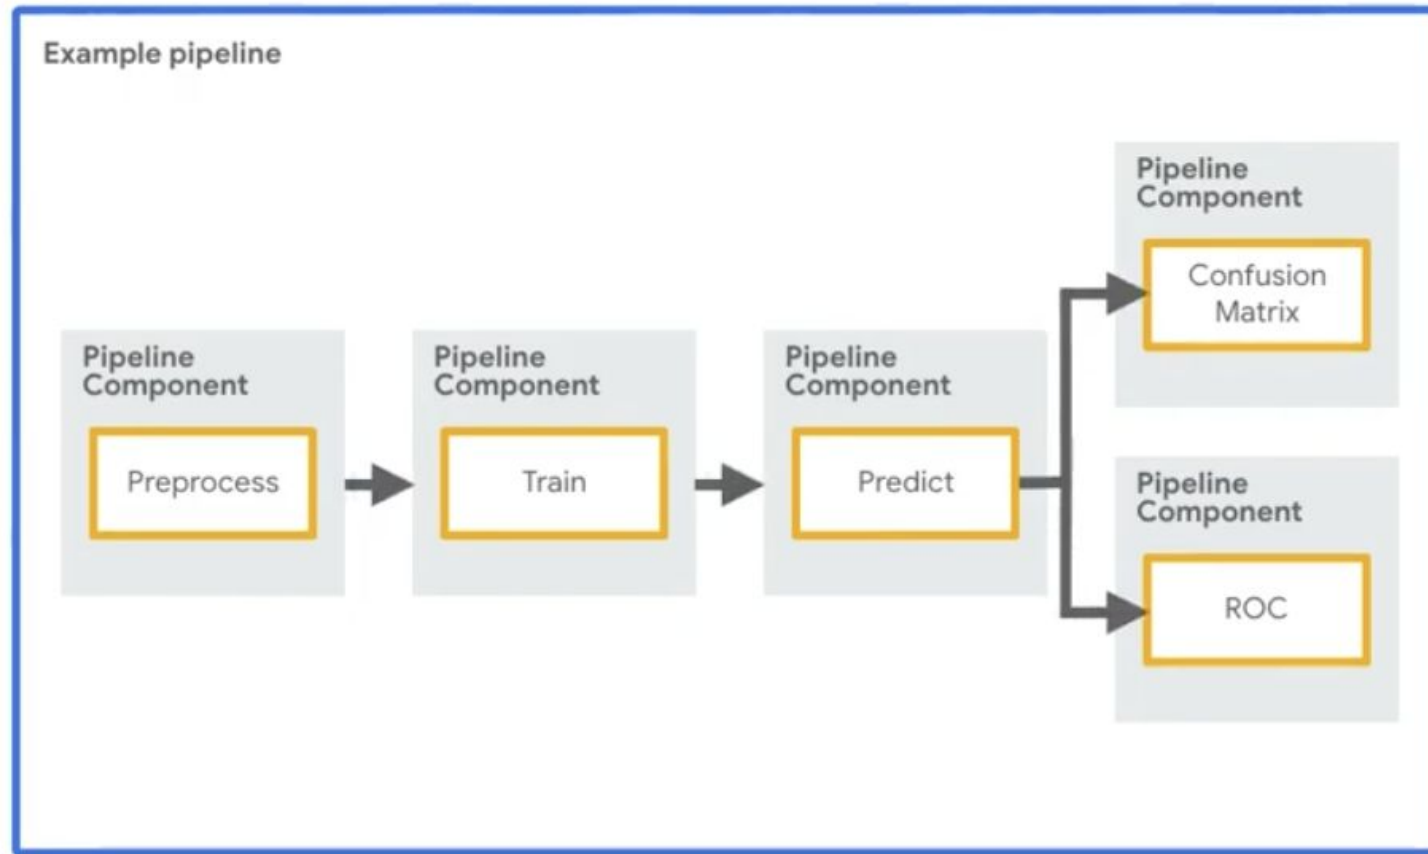 Example pipeline
Pipeline
Component
Preprocess
Pipeline
Component
Train
Pipeline
Component
Predict
Pipeline
Component
Confusion
Matrix
Pipeline
Component
ROC